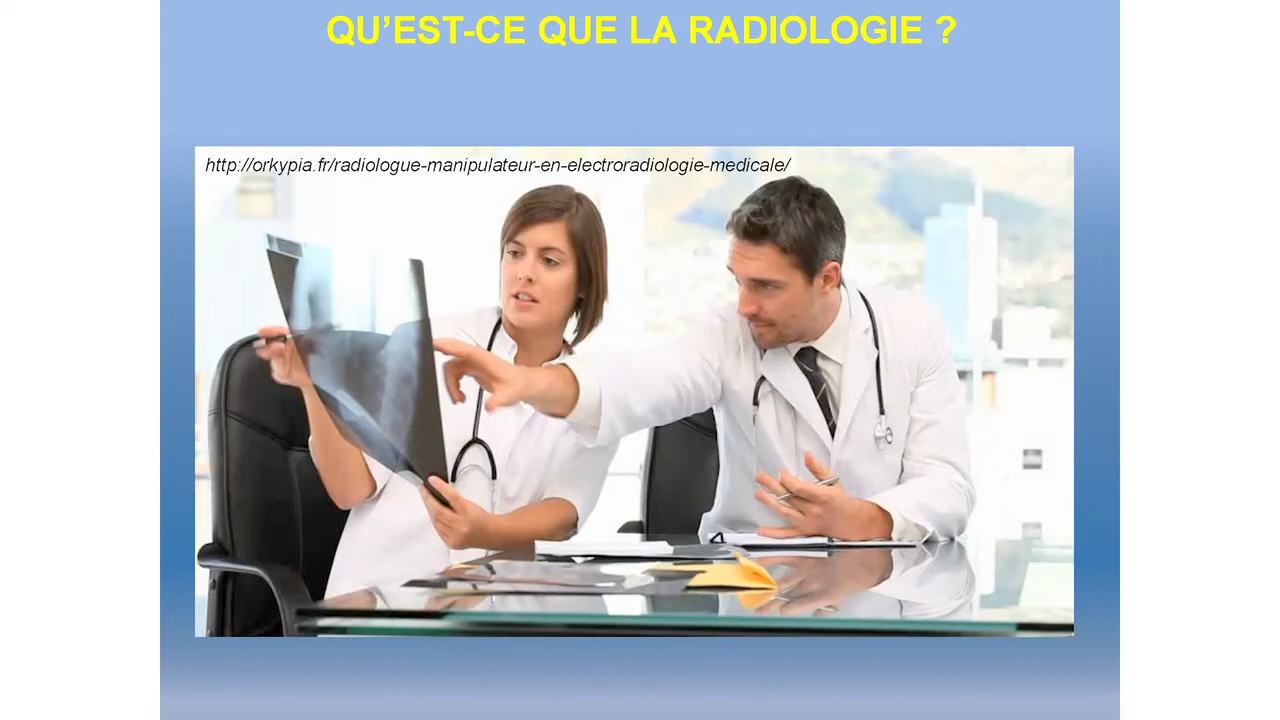 QU’EST-CE QUE LA RADIOLOGIE ?
http://orkypia.fr/radiologue-manipulateur-en-electroradiologie-medicale/